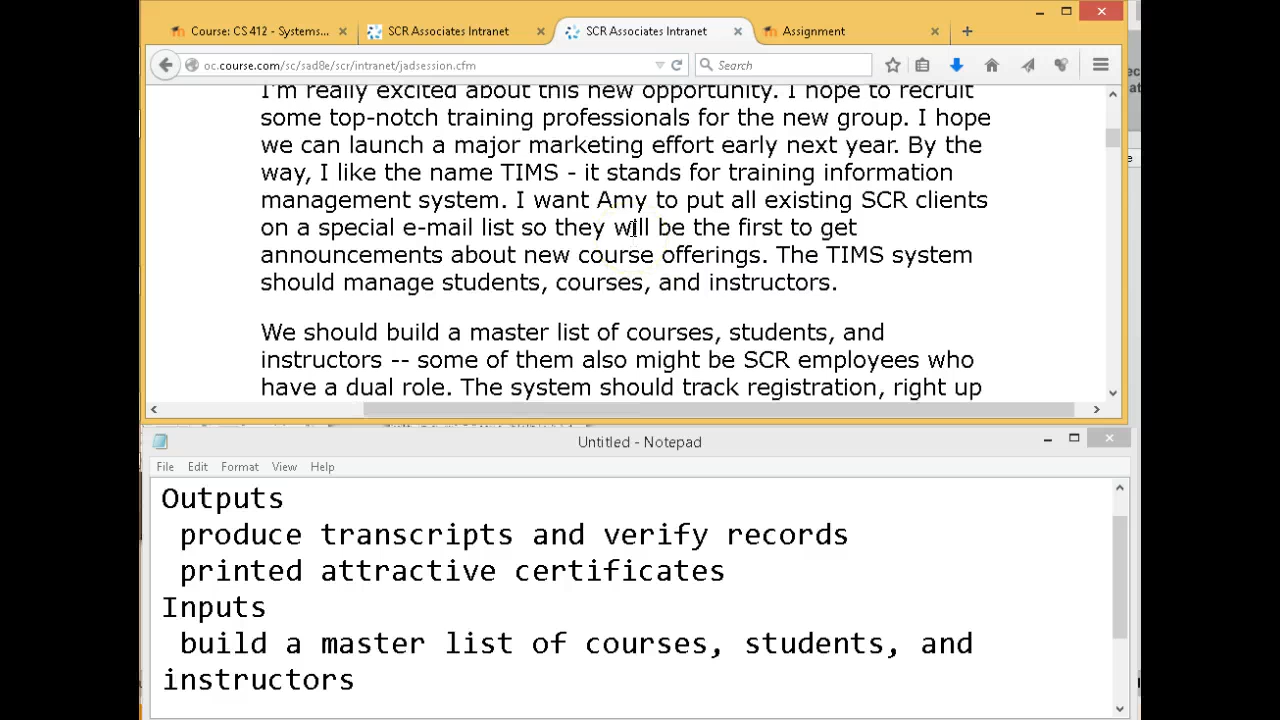 Course: CS 412 - Systems...
SCR Associates Intranet
SCR Associates Intranet
Assignment
oc.course.com/sc/sad8e/scr/intranet/jadsession.cfm
Search
I'm really excited about this new opportunity. I hope to recruit
some top-notch training professionals for the new group. I hope
we can launch a major marketing effort early next year. By the
way, I like the name TIMS - it stands for training information
management system. I want Amy to put all existing SCR clients
on a special e-mail list so they will be the first to get
announcements about new course offerings. The TIMS system
should manage students, courses, and instructors.
We should build a master list of courses, students, and
instructors -- some of them also might be SCR employees who
have a dual role. The system should track registration, right up
Untitled - Notepad
File Edit Format View Help
Outputs
produce transcripts and verify records
printed attractive certificates
Inputs
build a master list of courses, students, and
instructors